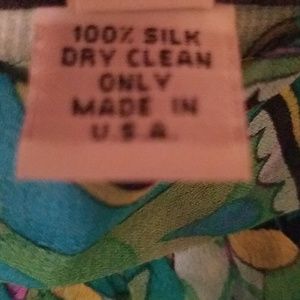 100% SILK
DRY CLEAN
ONLY
MADE IN
U.S.A.